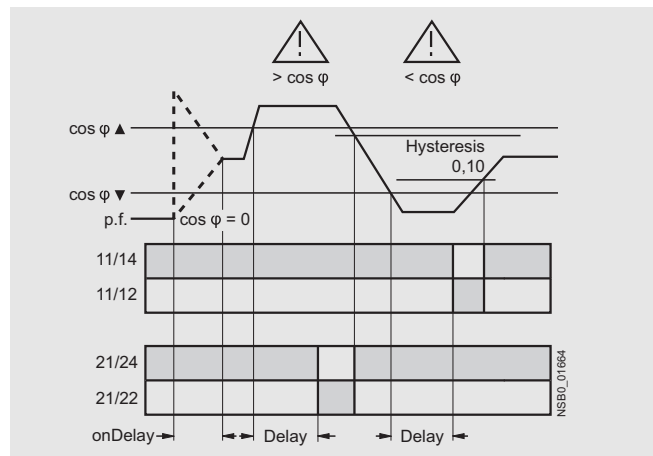 > cos φ
< cos φ
cos φ ▲
Hysteresis
0,10
cos φ ▼
p.f.
cos φ = 0
11/14
11/12
21/24
21/22
NSB0_01664
onDelay
Delay
Delay